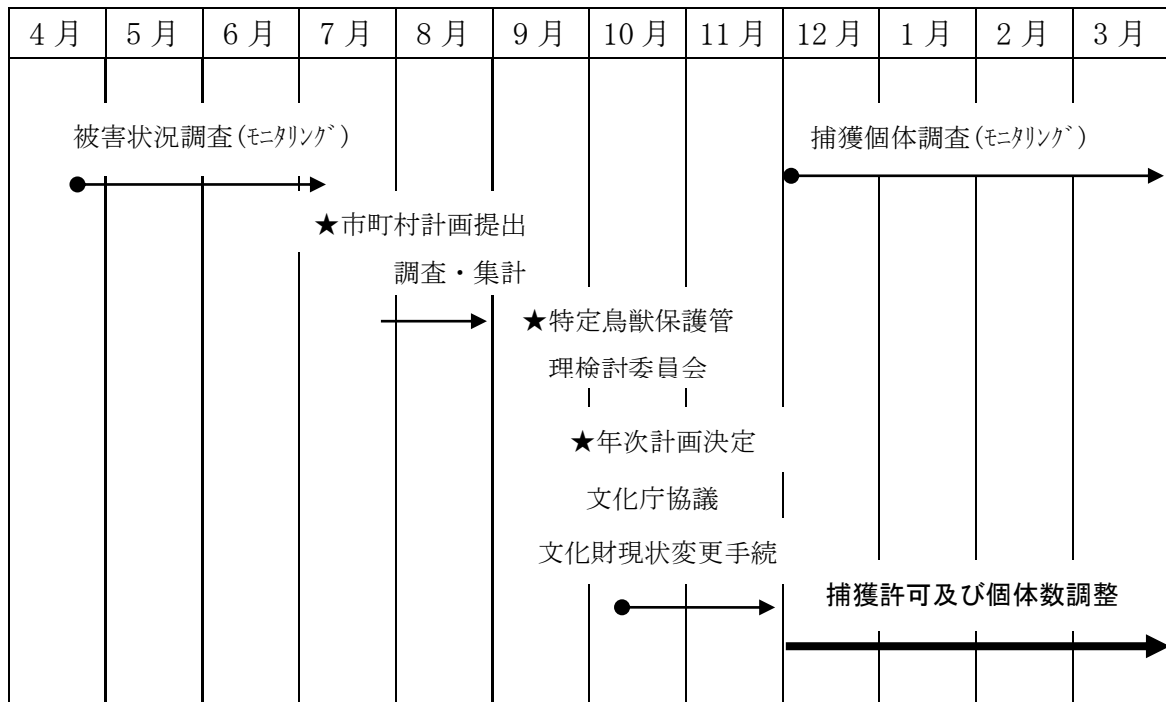 4月 5月 6月 7月 8月 9月 10月 11月 12月 1月 2月 3月
被害状況調査(ﾓﾆﾀﾘﾝｸﾞ)
捕獲個体調査(ﾓﾆﾀﾘﾝｸﾞ)
★市町村計画提出
調査・集計
★特定鳥獣保護管
理検討委員会
★年次計画決定
文化庁協議
文化財現状変更手続
捕獲許可及び個体数調整